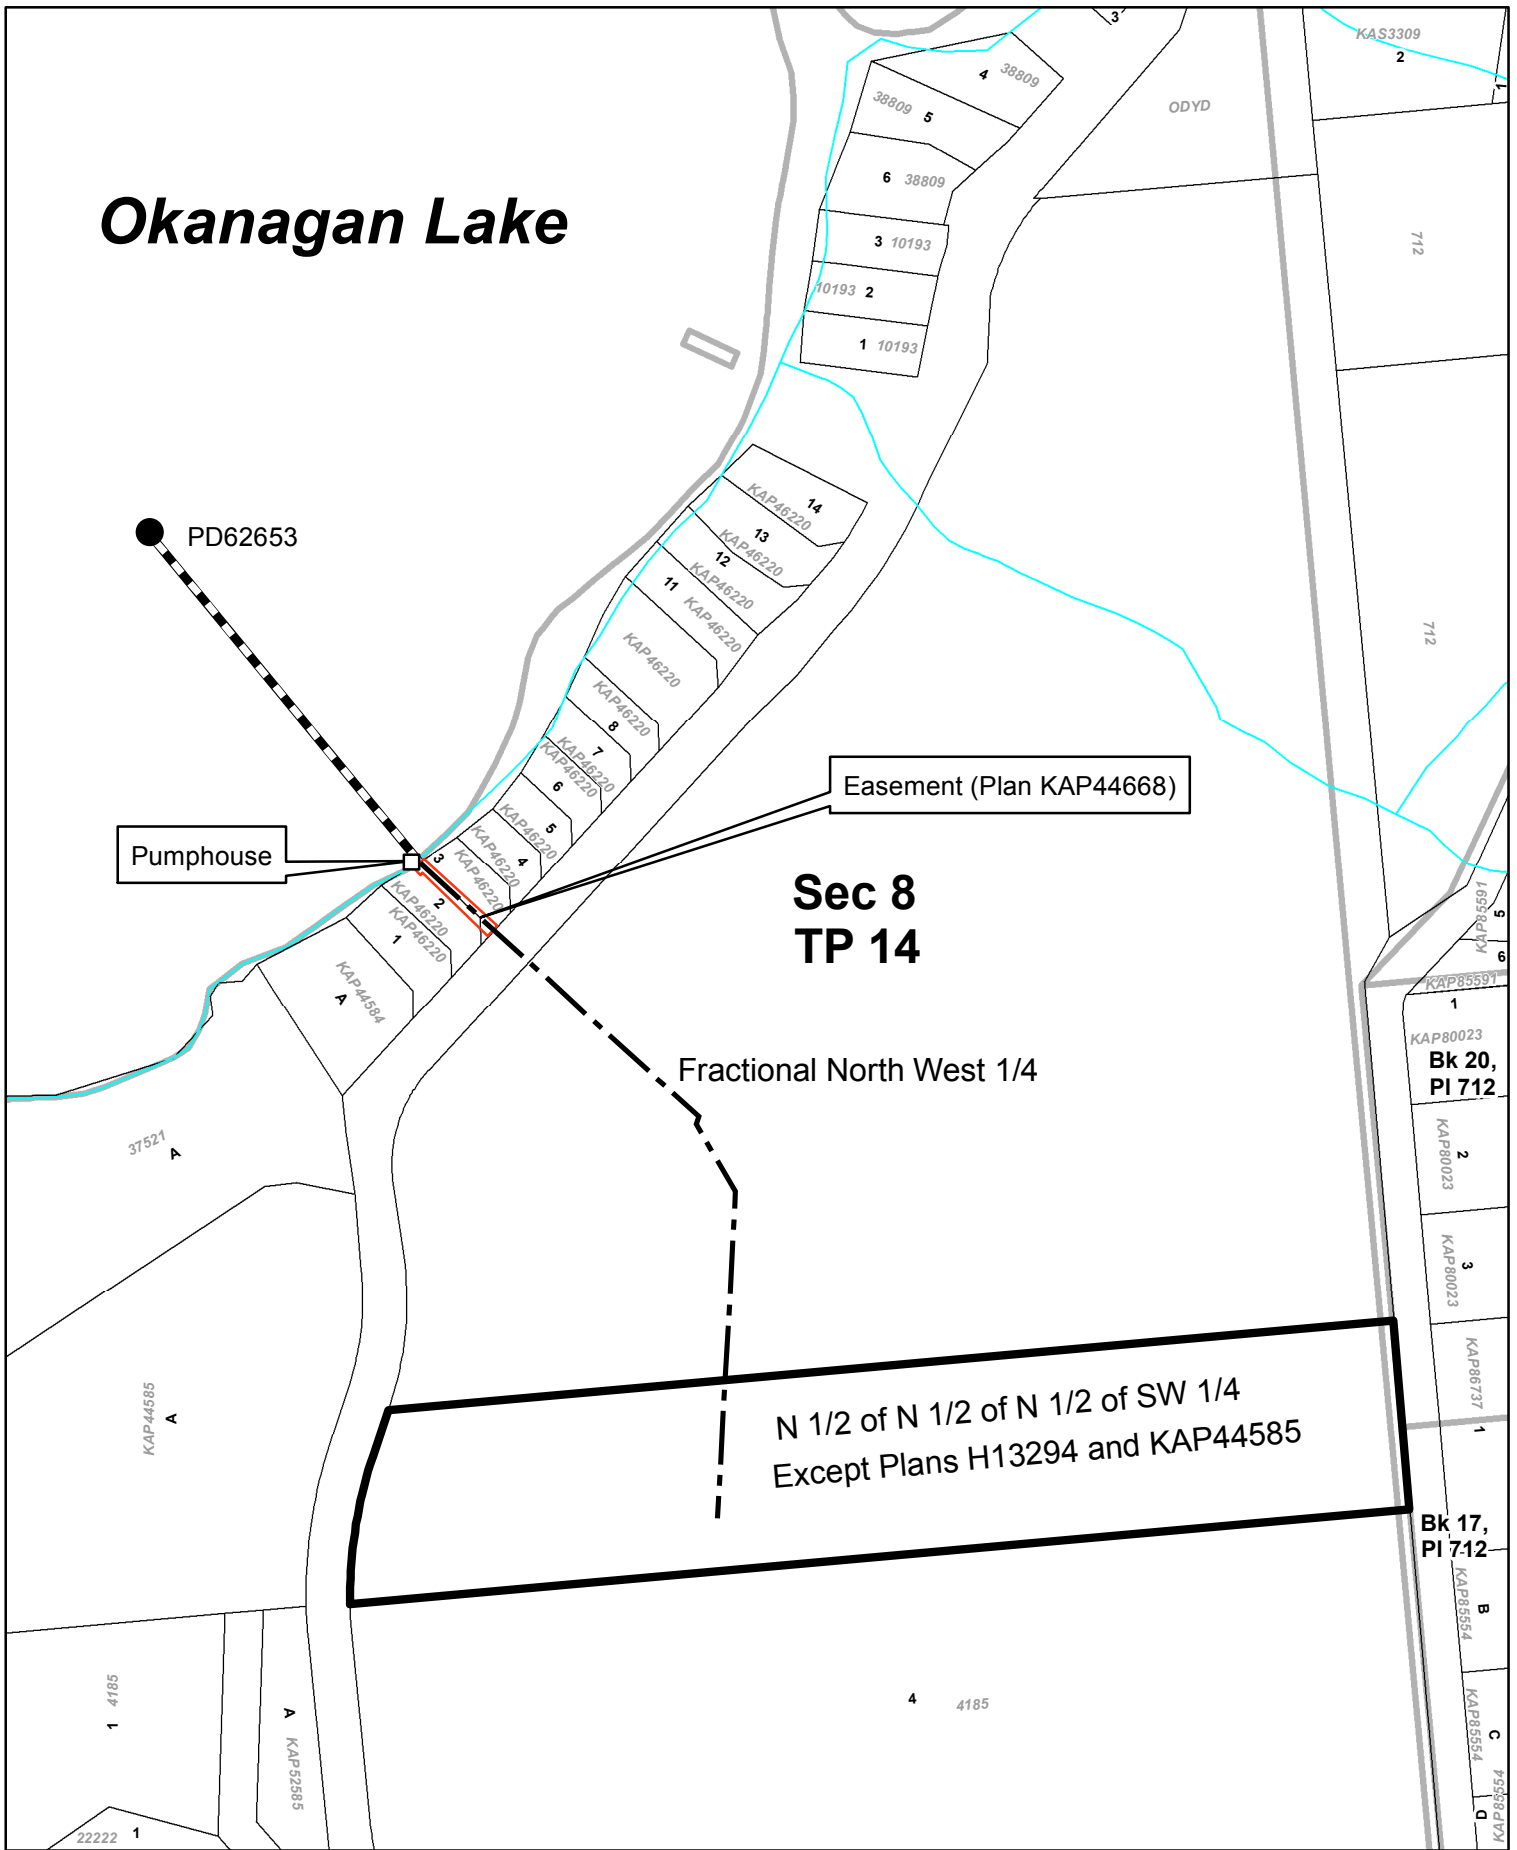 3
KAS3309
2
1
4 38809
38809 5
ODYD
6 38809
Okanagan Lake
3 10193
712
10193 2
1 10193
14
KAP46220
PD62653
13
KAP46220
12
KAP46220
11
KAP46220
712
KAP46220
KAP46220
8
7
KAP46220
KAP46220
6
Easement (Plan KAP44668)
KAP46220
5
Pumphouse
3
KAP46220
4
KAP46220
Sec 8
TP 14
KAP46220
2
KAP46220
1
KAP85591
5
6
KAP44584
A
KAP85591
1
KAP80023
Bk 20,
Pl 712
Fractional North West 1/4
37521
A
2
KAP80023
3
KAP80023
KAP86737
1
KAP44585
A
N 1/2 of N 1/2 of N 1/2 of SW 1/4
Except Plans H13294 and KAP44585
Bk 17,
Pl 712
B
KAP85554
1 4185
4 4185
A KAP52585
C
KAP85554
D
KAP85554
22222 1